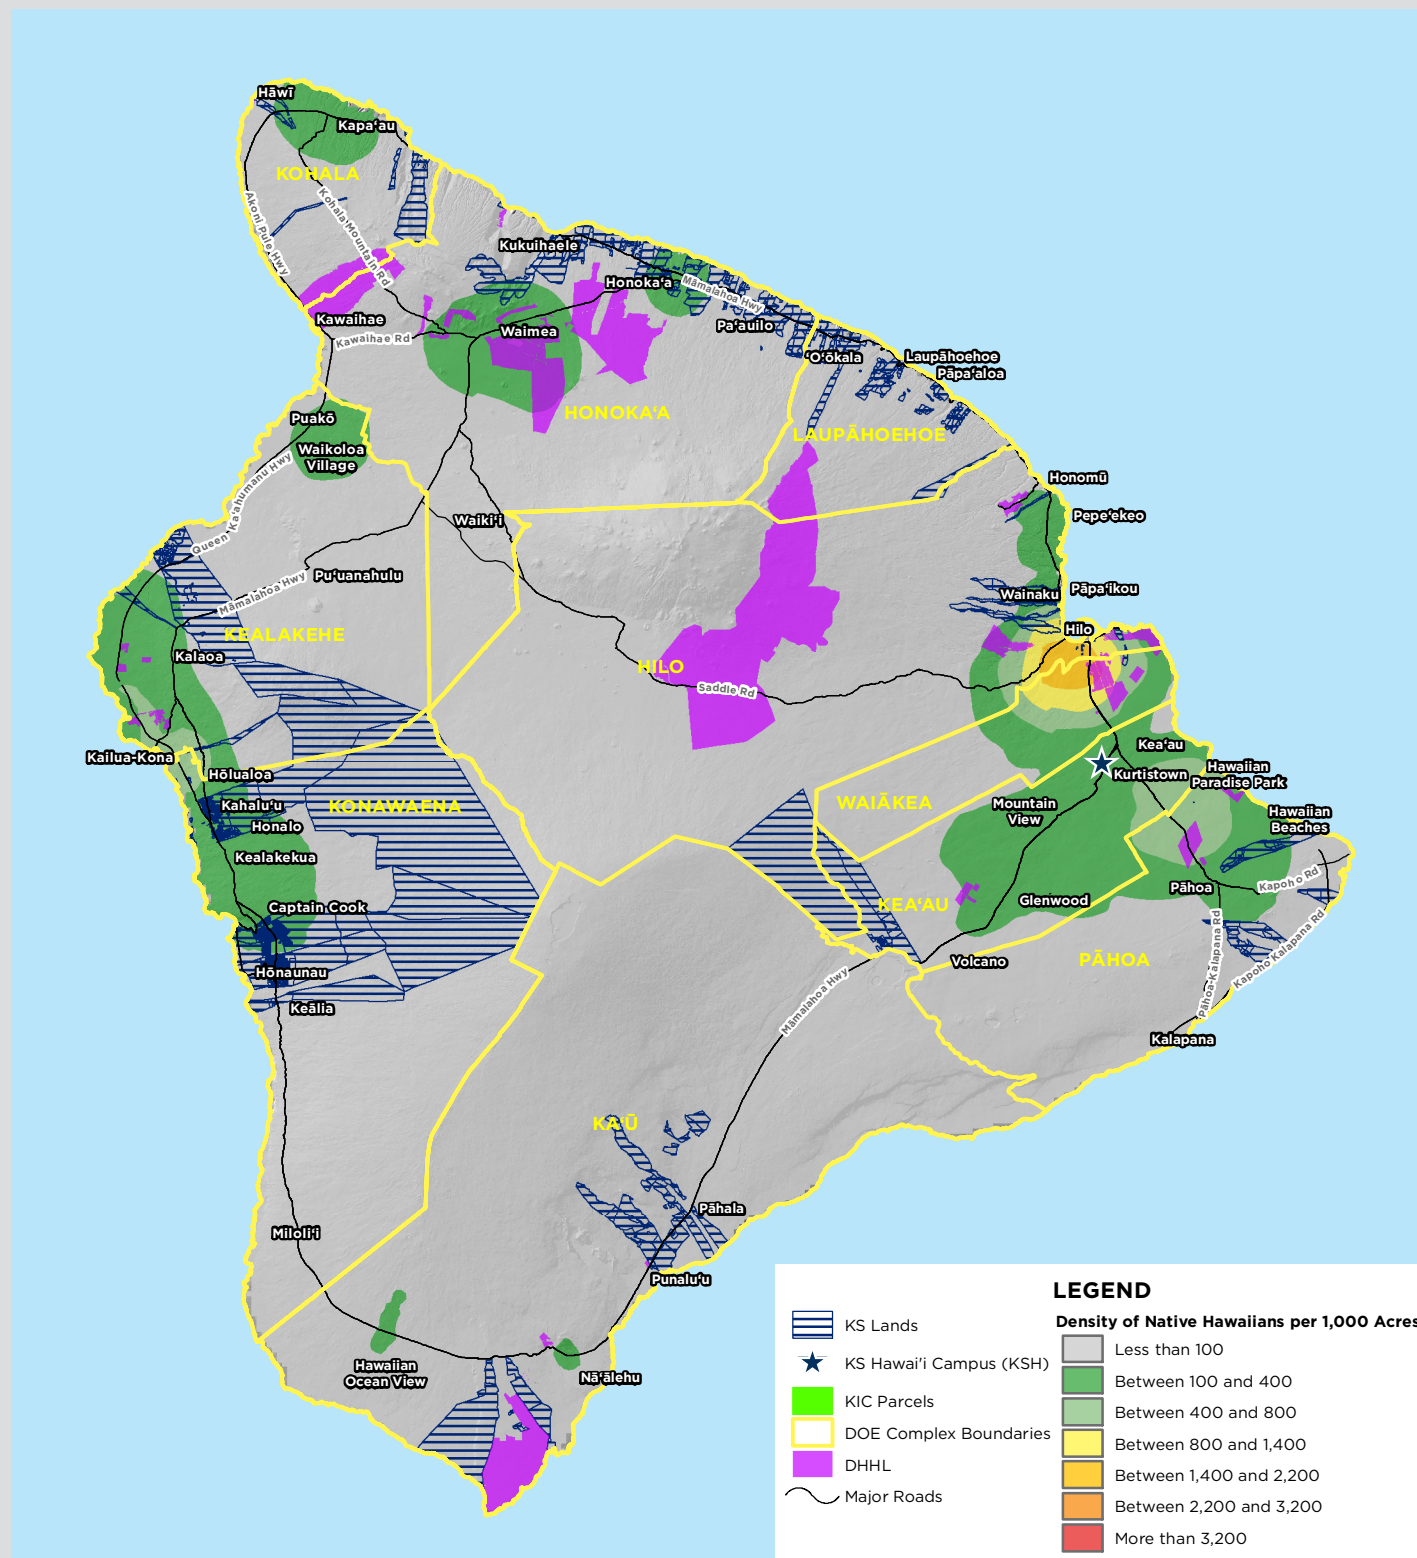 Hāwī
Kapa‘au
KOHALA
Akoni Pule Hwy
Kohala Mountain Rd
Kukuihaele
Honoka‘a
Māmalahoa Hwy
Kawaihae
Kawaihae Rd
Waimea
Pa‘auilo
‘O‘ōkala
Laupāhoehoe
Pāpa‘aloa
HONOKA‘A
LAUPĀHOEHOE
Puakō
Waikoloa
Village
Queen Ka‘ahumanu Hwy
Waiki‘i
Honomū
Pepe‘ekeo
Pu‘uanahulu
Māmalahoa Hwy
Wainaku
Pāpa‘ikou
Hilo
KEALAKEHE
Kalaoa
HILO
Saddle Rd
Kailua-Kona
Hōlualoa
Kea‘au
Kurtistown
Hawaiian
Paradise Park
Kahalu‘u
KONAWAENA
WAIĀKEA
Mountain
View
Hawaiian
Beaches
Honalo
Kealakekua
Pāhoa
Kapoho Rd
Captain Cook
KEA‘AU
Glenwood
Hōnaunau
Volcano
PĀHOA
Pāhoa-Kalapana Rd
Kapoho Kalapana Rd
Keālia
Māmalahoa Hwy
Kalapana
KA‘Ū
Pāhala
Miloli‘i
Punalu‘u
Hawaiian
Ocean View
Nā‘ālehu
LEGEND
KS Lands
KS Hawai'i Campus (KSH)
KIC Parcels
DOE Complex Boundaries
DHHL
Major Roads
Density of Native Hawaiians per 1,000 Acres
Less than 100
Between 100 and 400
Between 400 and 800
Between 800 and 1,400
Between 1,400 and 2,200
Between 2,200 and 3,200
More than 3,200